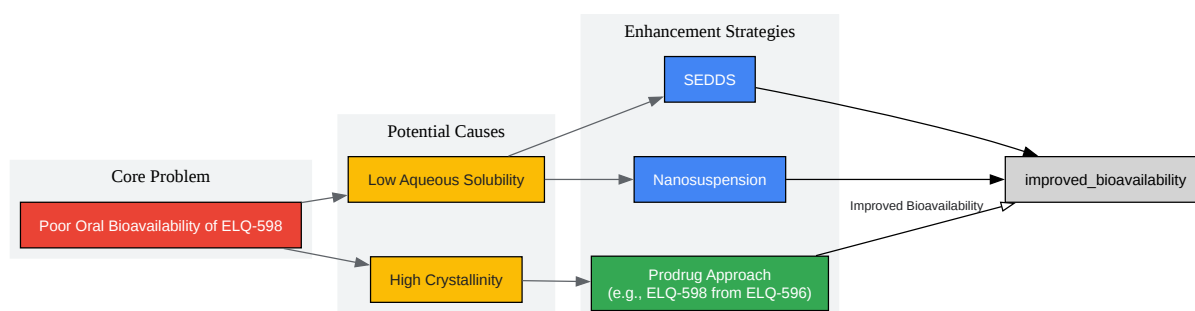 Core Problem
Poor Oral Bioavailability of ELQ-598
Potential Causes
Low Aqueous Solubility
High Crystallinity
Enhancement Strategies
SEDDS
Nanosuspension
Prodrug Approach
(e.g., ELQ-598 from ELQ-596)
Improved Bioavailability
improved_bioavailability